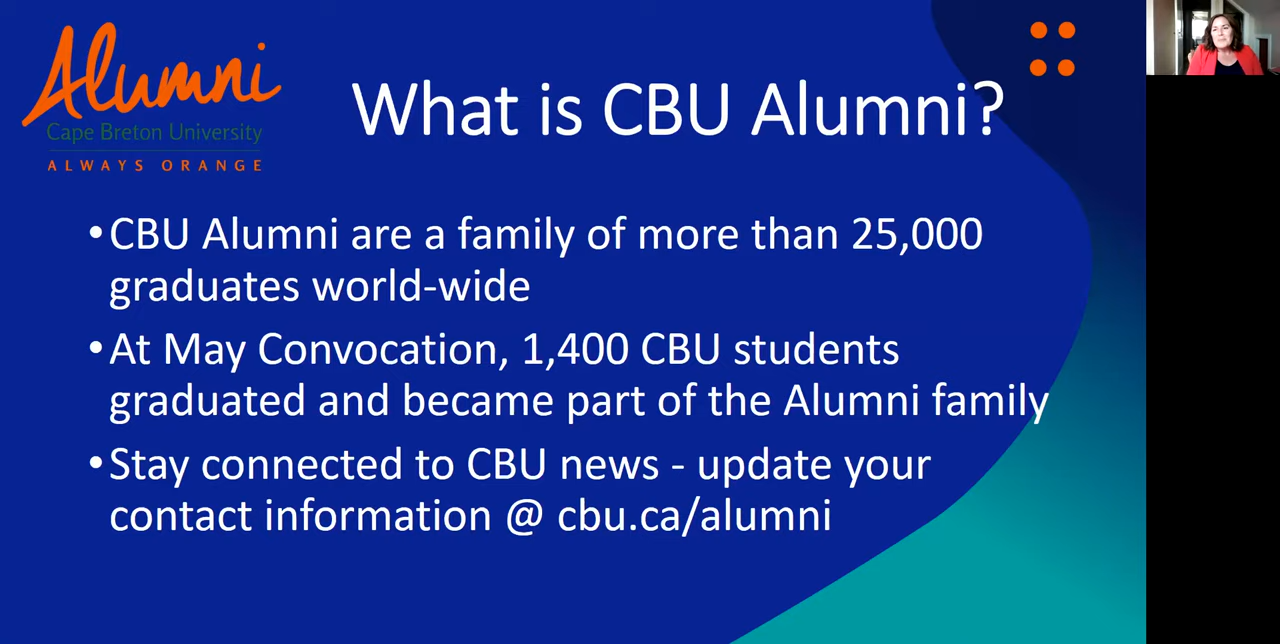 Alumni
Cape Breton University
ALWAYS ORANGE
What is CBU Alumni?
•CBU Alumni are a family of more than 25,000
graduates world-wide
•At May Convocation, 1,400 CBU students
graduated and became part of the Alumni family
•Stay connected to CBU news - update your
contact information @ cbu.ca/alumni